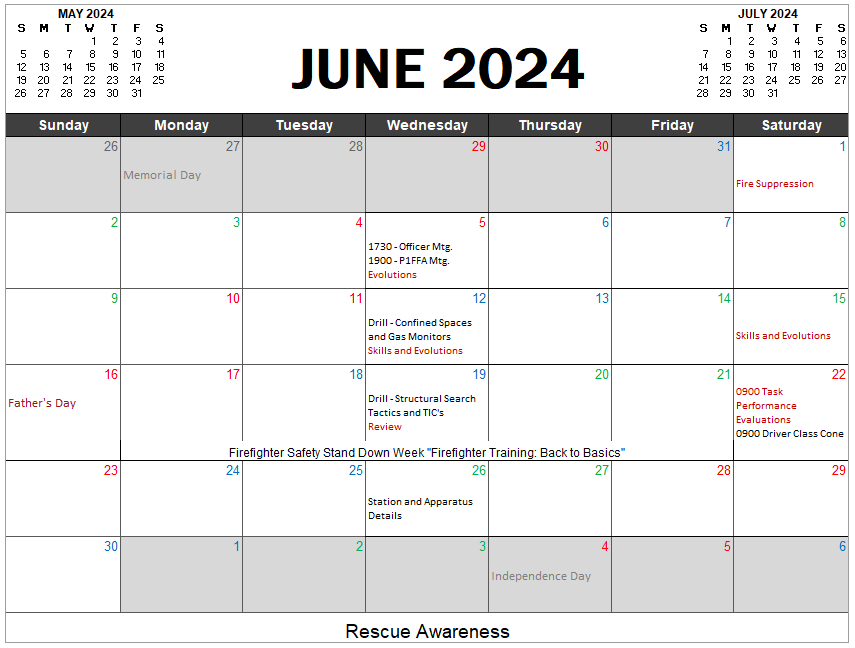 MAY 2024
S M T W T F S
1 2 3 4
5 6 7 8 9 10 11
12 13 14 15 16 17 18
19 20 21 22 23 24 25
26 27 28 29 30 31
JUNE 2024
JULY 2024
S M T W T F S
1 2 3 4 5 6
7 8 9 10 11 12 13
14 15 16 17 18 19 20
21 22 23 24 25 26 27
28 29 30 31
Sunday Monday Tuesday Wednesday Thursday Friday Saturday
26 27 28 29 30 31 1
Memorial Day
Fire Suppression
2 3 4 5 6 7 8
1730 - Officer Mtg.
1900 - P1FFA Mtg.
Evolutions
9 10 11 12 13 14 15
Drill - Confined Spaces
and Gas Monitors
Skills and Evolutions
Skills and Evolutions
16 17 18 19 20 21 22
Father's Day
Drill - Structural Search
Tactics and TIC's
Review
0900 Task
Performance
Evaluations
0900 Driver Class Cone
Firefighter Safety Stand Down Week "Firefighter Training: Back to Basics"
23 24 25 26 27 28 29
Station and Apparatus
Details
30 1 2 3 4 5 6
Independence Day
Rescue Awareness